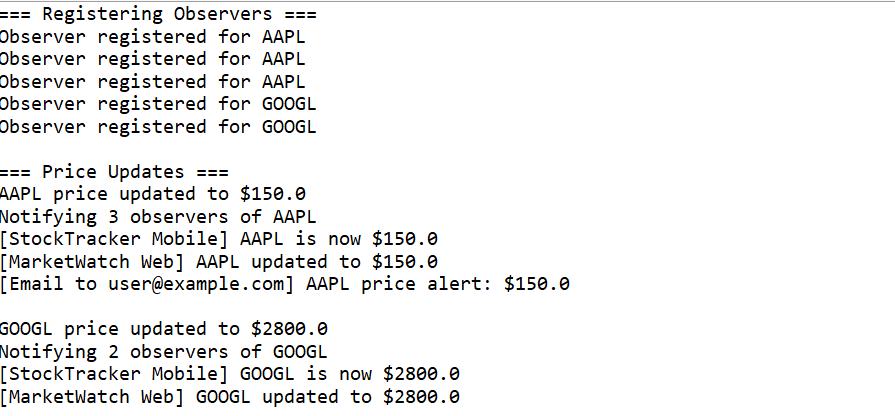 === Registering Observers ===
Observer registered for AAPL
Observer registered for AAPL
Observer registered for AAPL
Observer registered for GOOGL
Observer registered for GOOGL
=== Price Updates ===
AAPL price updated to $150.0
Notifying 3 observers of AAPL
[StockTracker Mobile] AAPL is now $150.0
[MarketWatch Web] AAPL updated to $150.0
[Email to user@example.com] AAPL price alert: $150.0
GOOGL price updated to $2800.0
Notifying 2 observers of GOOGL
[StockTracker Mobile] GOOGL is now $2800.0
[MarketWatch Web] GOOGL updated to $2800.0